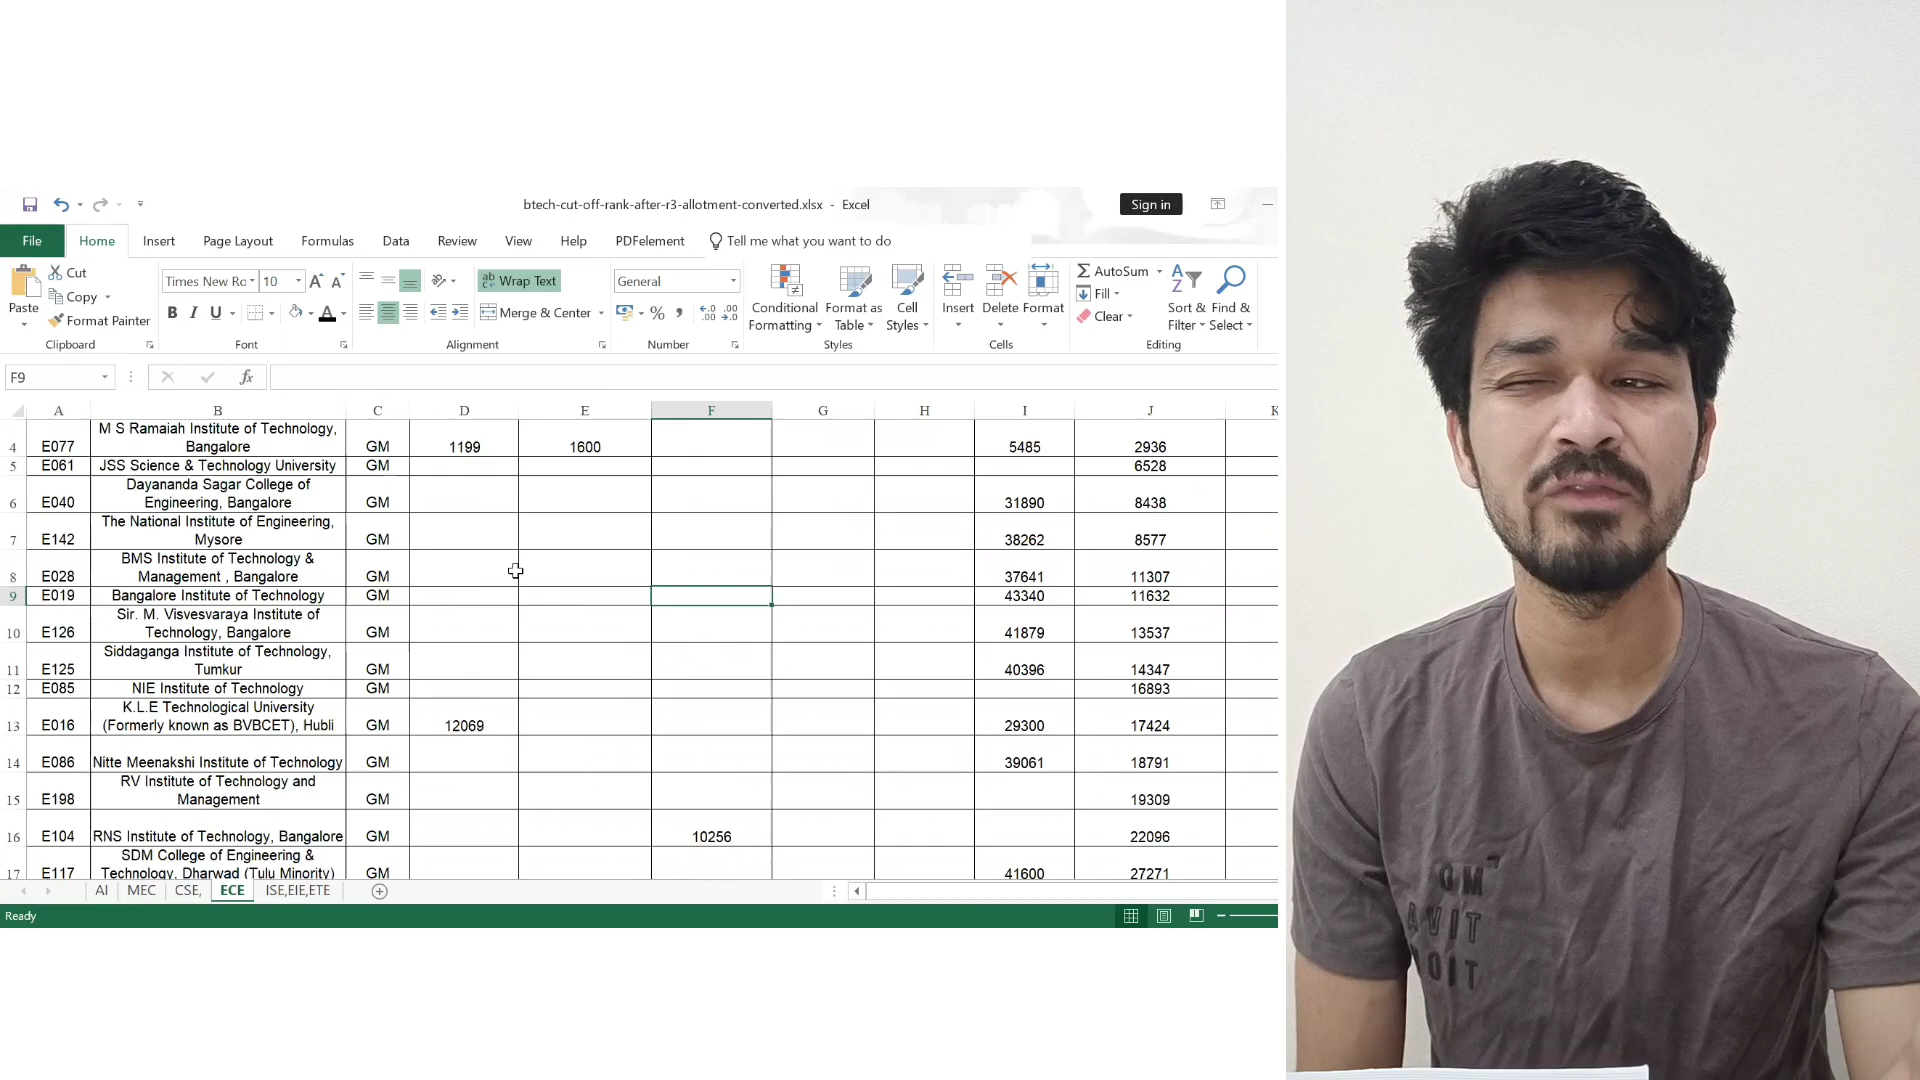 btech-cut-off-rank-after-r3-allotment-converted.xlsx - Excel
Sign in
File Home Insert Page Layout Formulas Data Review View Help PDFelement Tell me what you want to do
Cut
Copy
Format Painter
Paste
Clipboard
Times New Ro 10
B I U
Font
Wrap Text
Merge & Center
Alignment
General
Number
Conditional Formatting
Format as Table
Cell Styles
Styles
Insert Delete Format
Cells
AutoSum
Fill
Clear
Sort & Filter
Find & Select
Editing
F9
fx
A B C D E F G H I J K
M S Ramaiah Institute of Technology,
4 E077 Bangalore GM 1199 1600 5485 2936
5 E061 JSS Science & Technology University GM 6528
Dayananda Sagar College of
6 E040 Engineering, Bangalore GM 31890 8438
The National Institute of Engineering,
7 E142 Mysore GM 38262 8577
BMS Institute of Technology &
8 E028 Management , Bangalore GM 37641 11307
9 E019 Bangalore Institute of Technology GM 43340 11632
Sir. M. Visvesvaraya Institute of
10 E126 Technology, Bangalore GM 41879 13537
Siddaganga Institute of Technology,
11 E125 Tumkur GM 40396 14347
12 E085 NIE Institute of Technology GM 16893
K.L.E Technological University
13 E016 (Formerly known as BVBCET), Hubli GM 12069 29300 17424
14 E086 Nitte Meenakshi Institute of Technology GM 39061 18791
RV Institute of Technology and
15 E198 Management GM 19309
16 E104 RNS Institute of Technology, Bangalore GM 10256 22096
SDM College of Engineering &
17 E117 Technology, Dharwad (Tulu Minority) GM 41600 27271
AI MEC CSE, ECE ISE,EIE,ETE
Ready